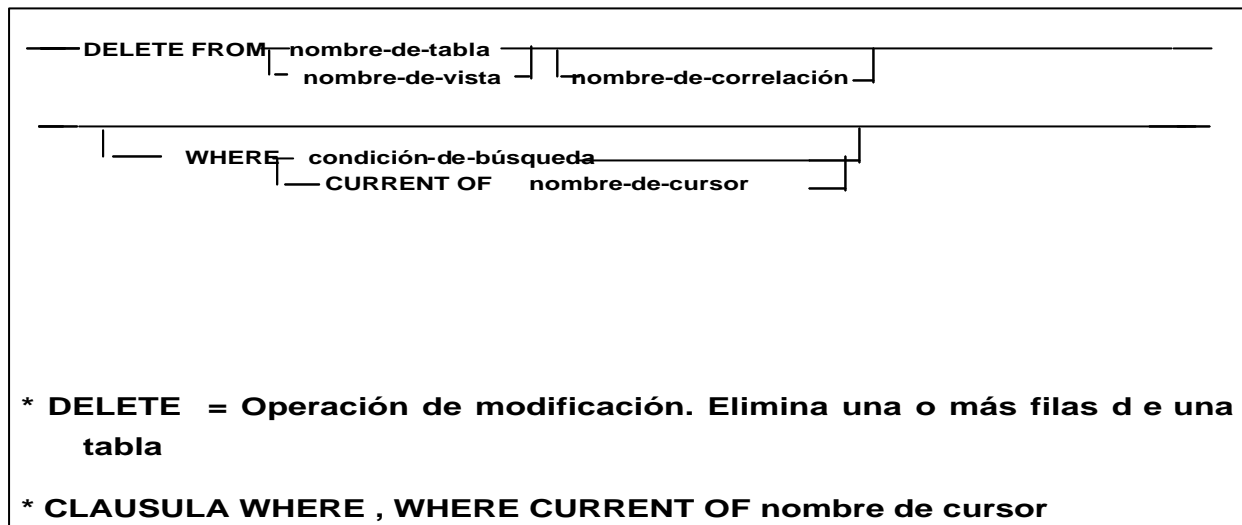 DELETE FROM nombre-de-tabla
nombre-de-vista nombre-de-correlación
WHERE condición-de-búsqueda
CURRENT OF nombre-de-cursor
* DELETE = Operación de modificación. Elimina una o más filas d e una
tabla
* CLAUSULA WHERE , WHERE CURRENT OF nombre de cursor